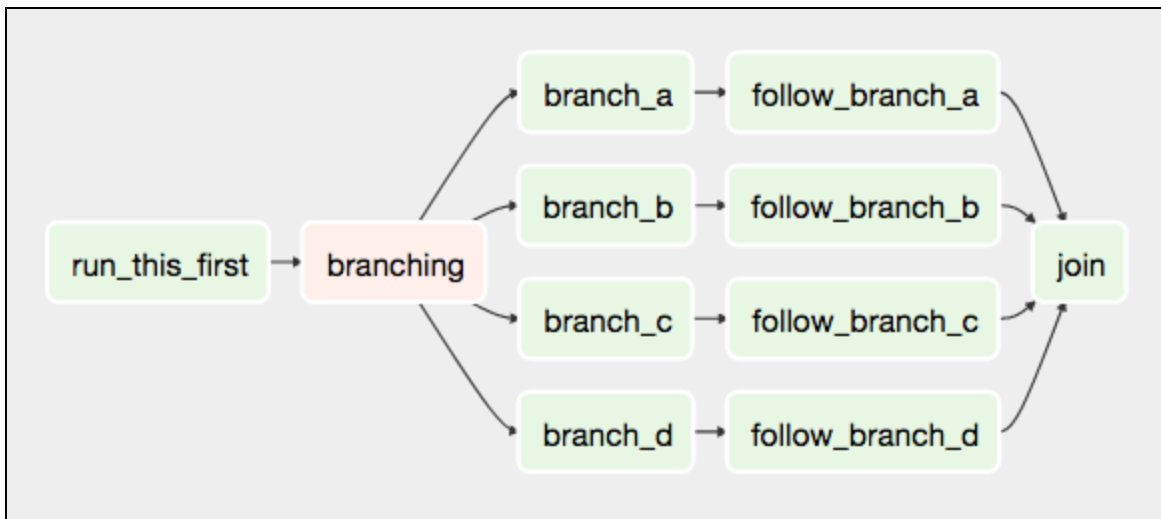 run_this_first
branching
branch_a
follow_branch_a
branch_b
follow_branch_b
branch_c
follow_branch_c
branch_d
follow_branch_d
join